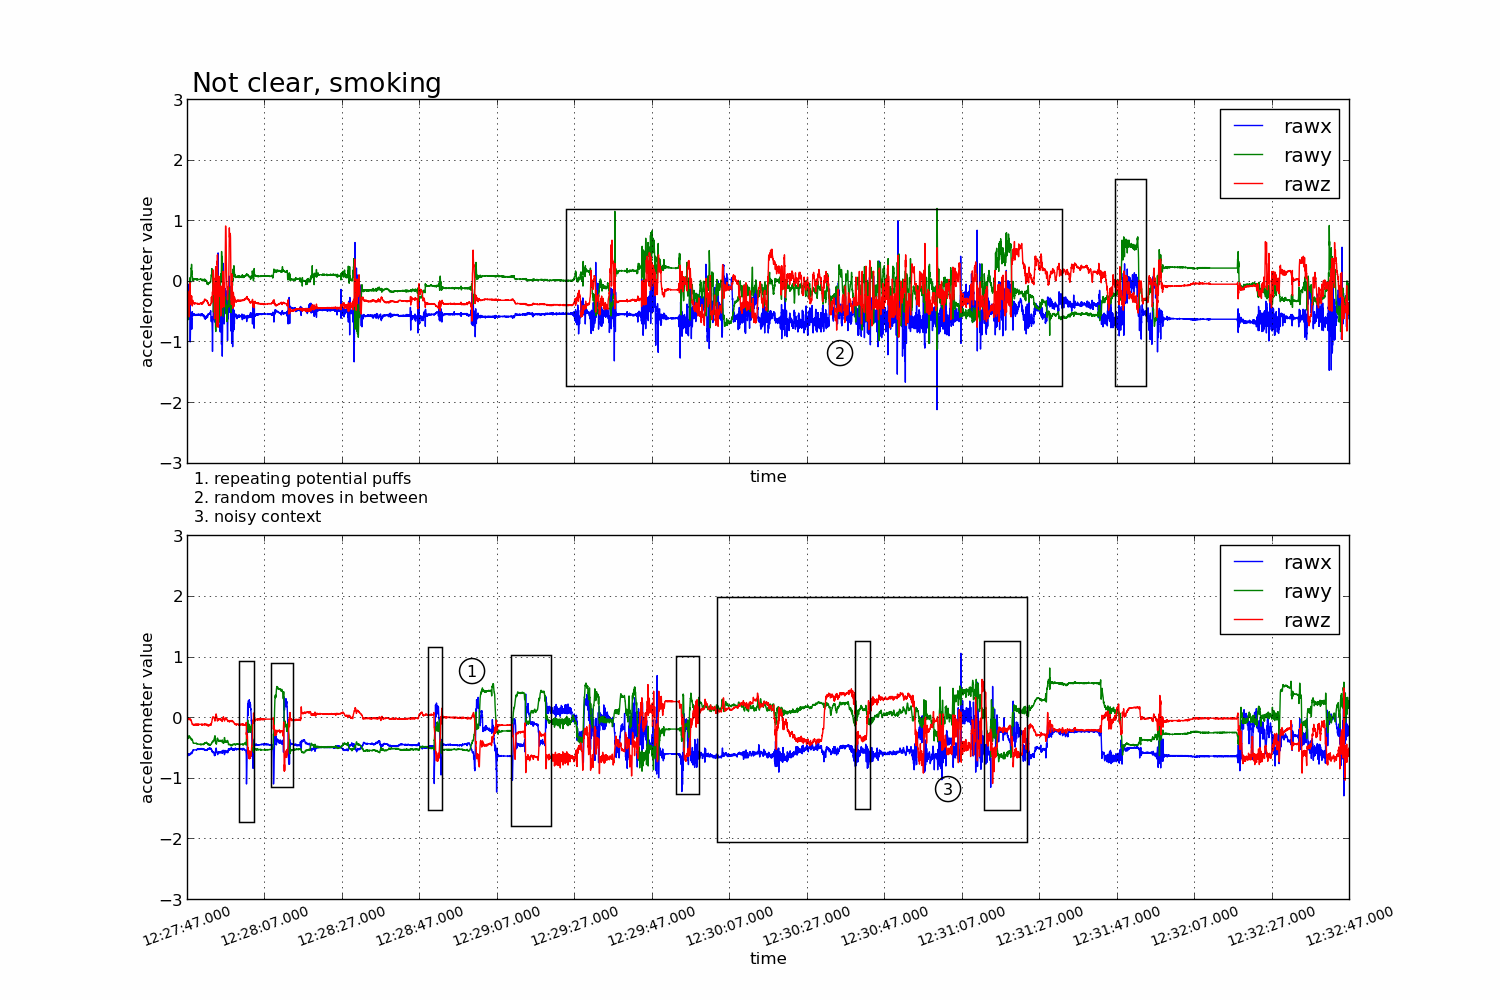 Not clear, smoking
3
2
1
0
−1
−2
−3
accelerometer value
rawx
rawy
rawz
2
time
1. repeating potential puffs
2. random moves in between
3. noisy context
3
2
1
0
−1
−2
−3
accelerometer value
rawx
rawy
rawz
1
3
12:27:47.000
12:28:07.000
12:28:27.000
12:28:47.000
12:29:07.000
12:29:27.000
12:29:47.000
12:30:07.000
12:30:27.000
12:30:47.000
12:31:07.000
12:31:27.000
12:31:47.000
12:32:07.000
12:32:27.000
12:32:47.000
time